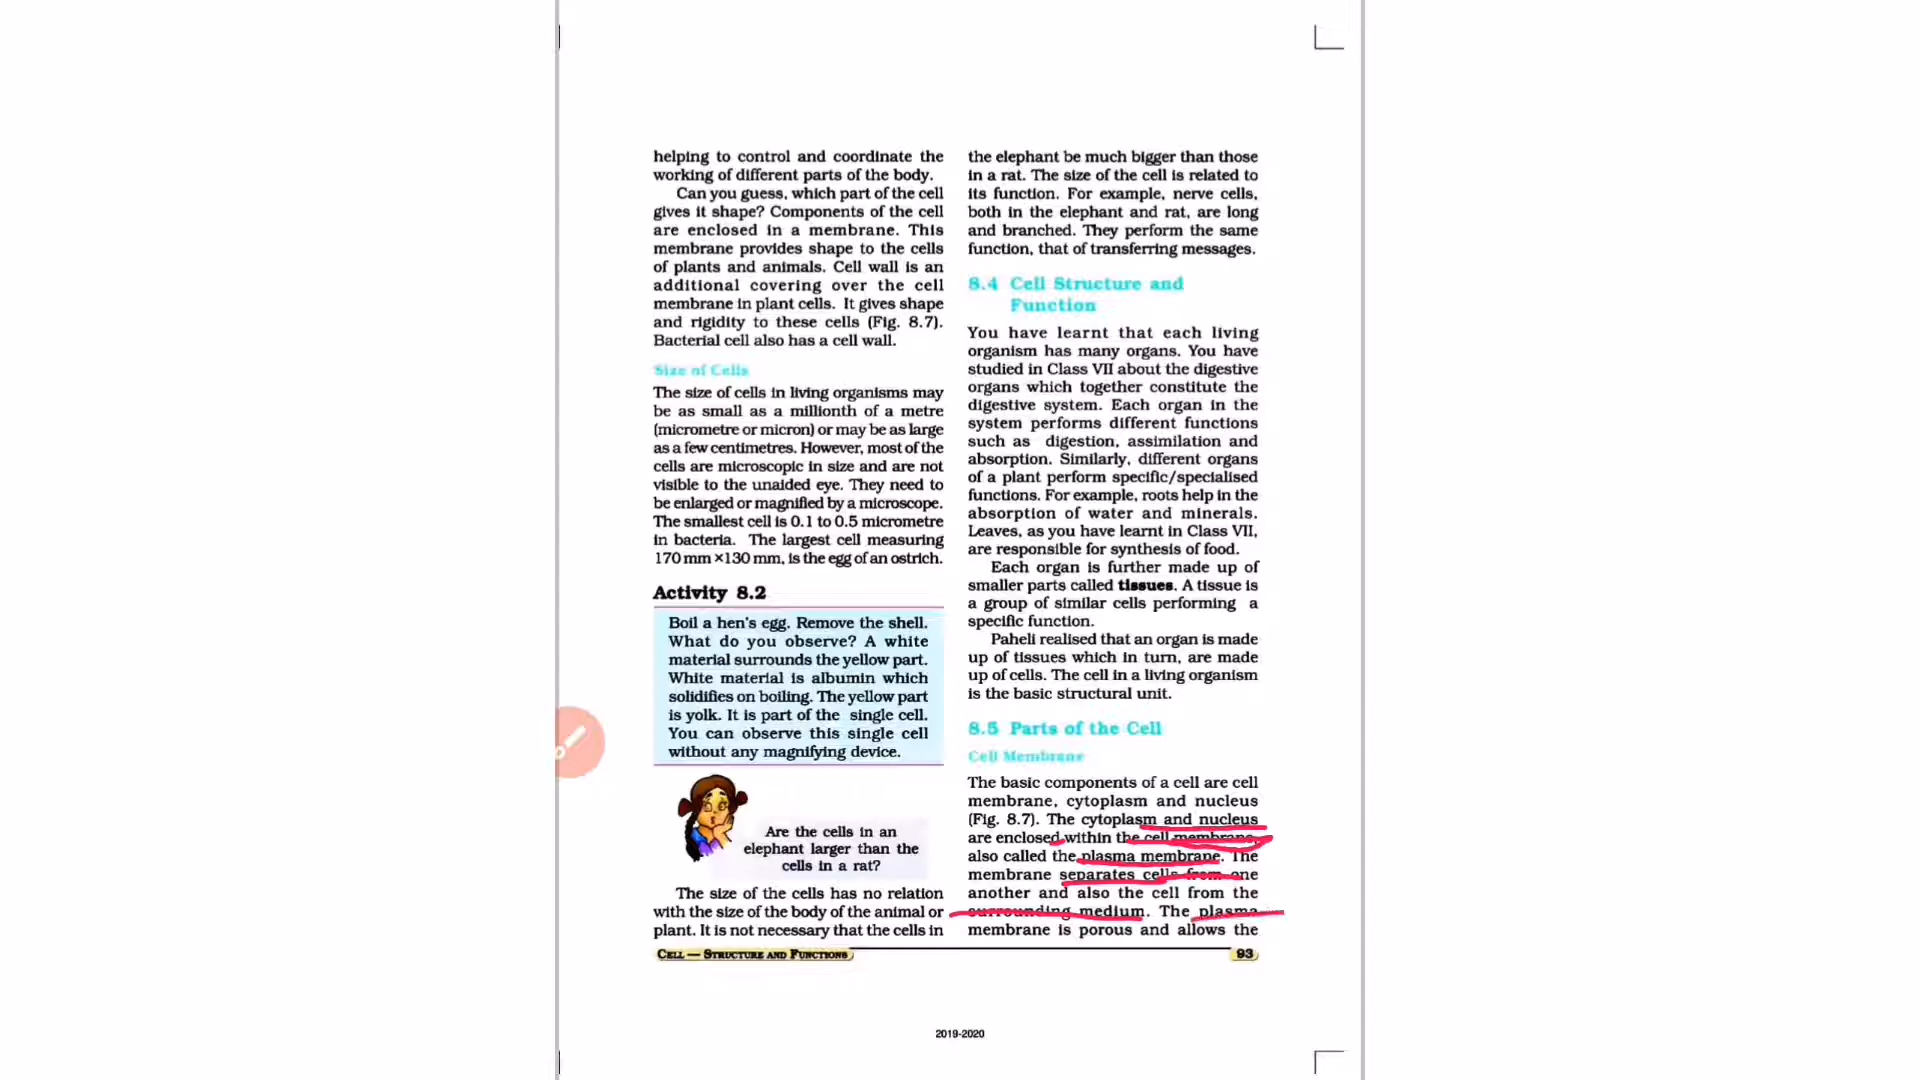 helping to control and coordinate the
working of different parts of the body.
Can you guess, which part of the cell
gives it shape? Components of the cell
are enclosed in a membrane. This
membrane provides shape to the cells
of plants and animals. Cell wall is an
additional covering over the cell
membrane in plant cells. It gives shape
and rigidity to these cells (Fig. 8.7).
Bacterial cell also has a cell wall.
Size of Cells
The size of cells in living organisms may
be as small as a millionth of a metre
(micrometre or micron) or may be as large
as a few centimetres. However, most of the
cells are microscopic in size and are not
visible to the unaided eye. They need to
be enlarged or magnified by a microscope.
The smallest cell is 0.1 to 0.5 micrometre
in bacteria. The largest cell measuring
170 mm ×130 mm, is the egg of an ostrich.
Activity 8.2
Boil a hen's egg. Remove the shell.
What do you observe? A white
material surrounds the yellow part.
White material is albumin which
solidifies on boiling. The yellow part
is yolk. It is part of the single cell.
You can observe this single cell
without any magnifying device.
Are the cells in an
elephant larger than the
cells in a rat?
The size of the cells has no relation
with the size of the body of the animal or
plant. It is not necessary that the cells in
the elephant be much bigger than those
in a rat. The size of the cell is related to
its function. For example, nerve cells,
both in the elephant and rat, are long
and branched. They perform the same
function, that of transferring messages.
8.4 Cell Structure and
Function
You have learnt that each living
organism has many organs. You have
studied in Class VII about the digestive
organs which together constitute the
digestive system. Each organ in the
system performs different functions
such as digestion, assimilation and
absorption. Similarly, different organs
of a plant perform specific/specialised
functions. For example, roots help in the
absorption of water and minerals.
Leaves, as you have learnt in Class VII,
are responsible for synthesis of food.
Each organ is further made up of
smaller parts called tissues. A tissue is
a group of similar cells performing a
specific function.
Paheli realised that an organ is made
up of tissues which in turn, are made
up of cells. The cell in a living organism
is the basic structural unit.
8.5 Parts of the Cell
Cell Membrane
The basic components of a cell are cell
membrane, cytoplasm and nucleus
(Fig. 8.7). The cytoplasm and nucleus
are enclosed within the cell membrane,
also called the plasma membrane. The
membrane separates cells from one
another and also the cell from the
surrounding medium. The plasma
membrane is porous and allows the
CELL — STRUCTURE AND FUNCTIONS
93
2019-2020